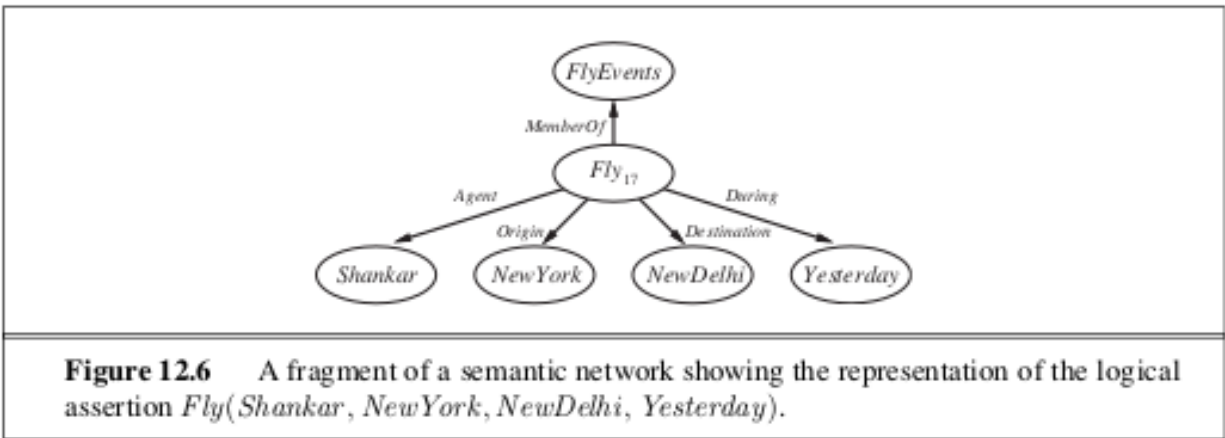 FlyEvents
MemberOf
Fly₁₇
Agent
During
Origin
Destination
Shankar
NewYork
NewDelhi
Yesterday
Figure 12.6 A fragment of a semantic network showing the representation of the logical
assertion Fly(Shankar, NewYork, NewDelhi, Yesterday).